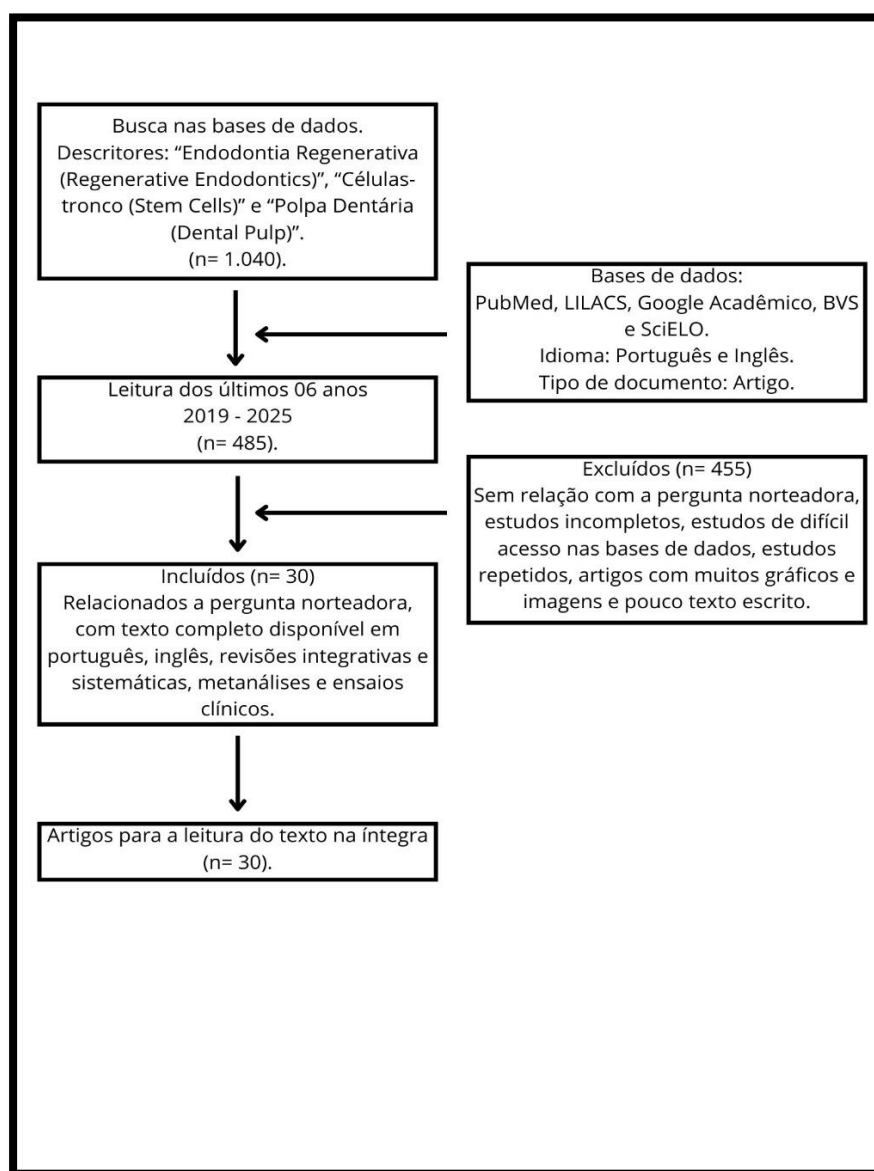 Busca nas bases de dados.
Descritores: “Endodontia Regenerativa
(Regenerative Endodontics)”, “Células-
tronco (Stem Cells)” e “Polpa Dentária
(Dental Pulp)”.
(n= 1.040).
Bases de dados:
PubMed, LILACS, Google Acadêmico, BVS
e SciELO.
Idioma: Português e Inglês.
Tipo de documento: Artigo.
Leitura dos últimos 06 anos
2019 - 2025
(n= 485).
Excluídos (n= 455)
Sem relação com a pergunta norteadora,
estudos incompletos, estudos de difícil
acesso nas bases de dados, estudos
repetidos, artigos com muitos gráficos e
imagens e pouco texto escrito.
Incluídos (n= 30)
Relacionados a pergunta norteadora,
com texto completo disponível em
português, inglês, revisões integrativas e
sistemáticas, metanálises e ensaios
clínicos.
Artigos para a leitura do texto na íntegra
(n= 30).